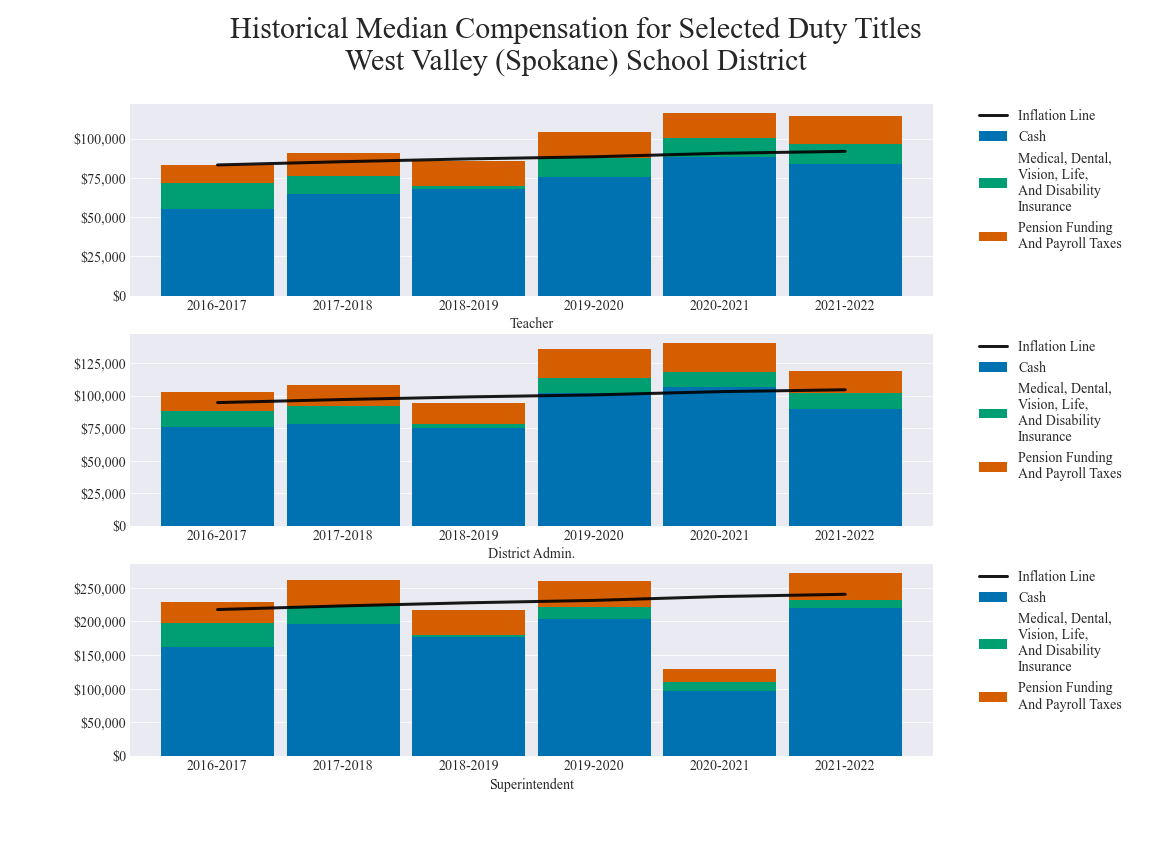 Historical Median Compensation for Selected Duty Titles
West Valley (Spokane) School District
$100,000
$75,000
$50,000
$25,000
$0
2016-2017 2017-2018 2018-2019 2019-2020 2020-2021 2021-2022
Teacher
Inflation Line
Cash
Medical, Dental,
Vision, Life,
And Disability
Insurance
Pension Funding
And Payroll Taxes
$125,000
$100,000
$75,000
$50,000
$25,000
$0
2016-2017 2017-2018 2018-2019 2019-2020 2020-2021 2021-2022
District Admin.
Inflation Line
Cash
Medical, Dental,
Vision, Life,
And Disability
Insurance
Pension Funding
And Payroll Taxes
$250,000
$200,000
$150,000
$100,000
$50,000
$0
2016-2017 2017-2018 2018-2019 2019-2020 2020-2021 2021-2022
Superintendent
Inflation Line
Cash
Medical, Dental,
Vision, Life,
And Disability
Insurance
Pension Funding
And Payroll Taxes